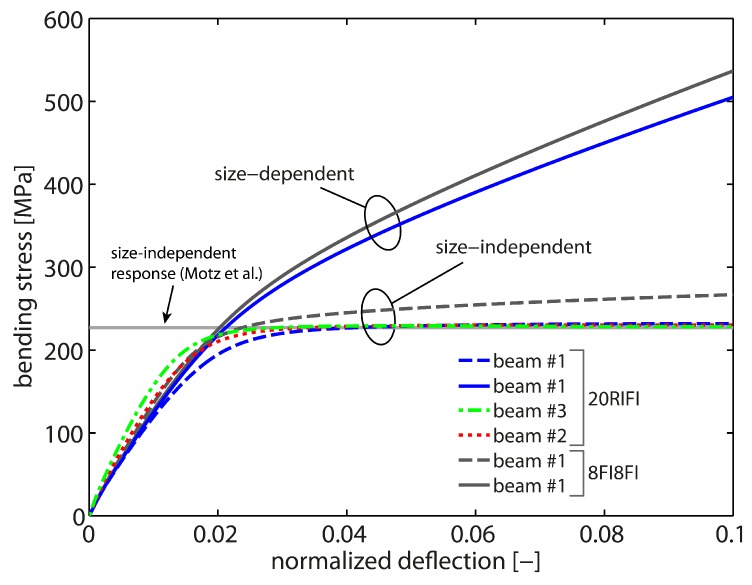 600
500
400
300
200
100
0
0
0.02
0.04
0.06
0.08
0.1
bending stress [MPa]
normalized deflection [−]
size−dependent
size−independent
size-independent
response (Motz et al.)
beam #1
beam #1
beam #3
beam #2
20RIFI
beam #1
beam #1
8FI8FI